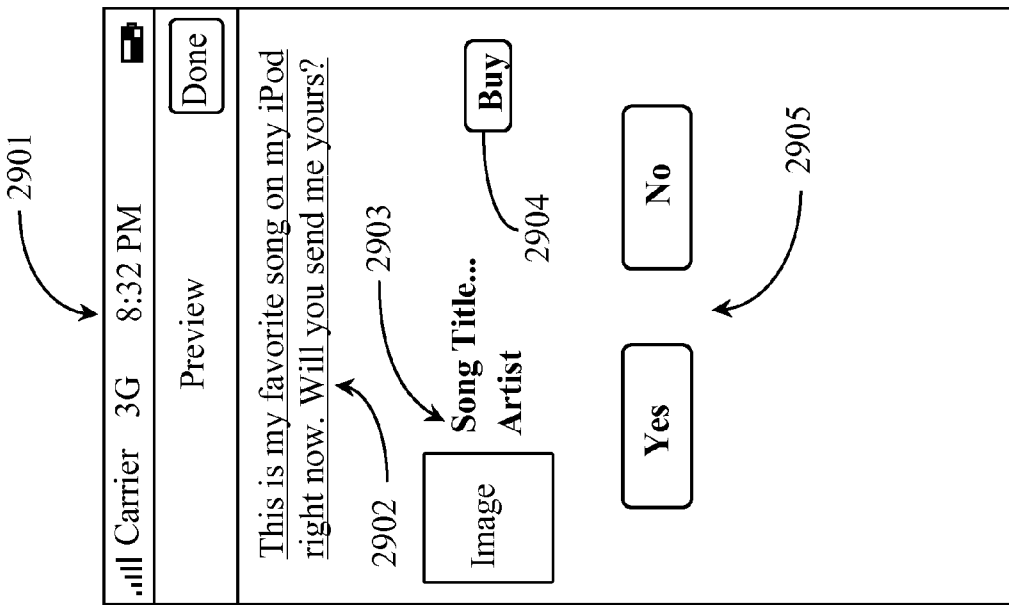 2901
Carrier 3G 8:32 PM
Preview
Done
This is my favorite song on my iPod
right now. Will you send me yours?
2902
2903
Image
Song Title...
Artist
Buy
2904
Yes
No
2905